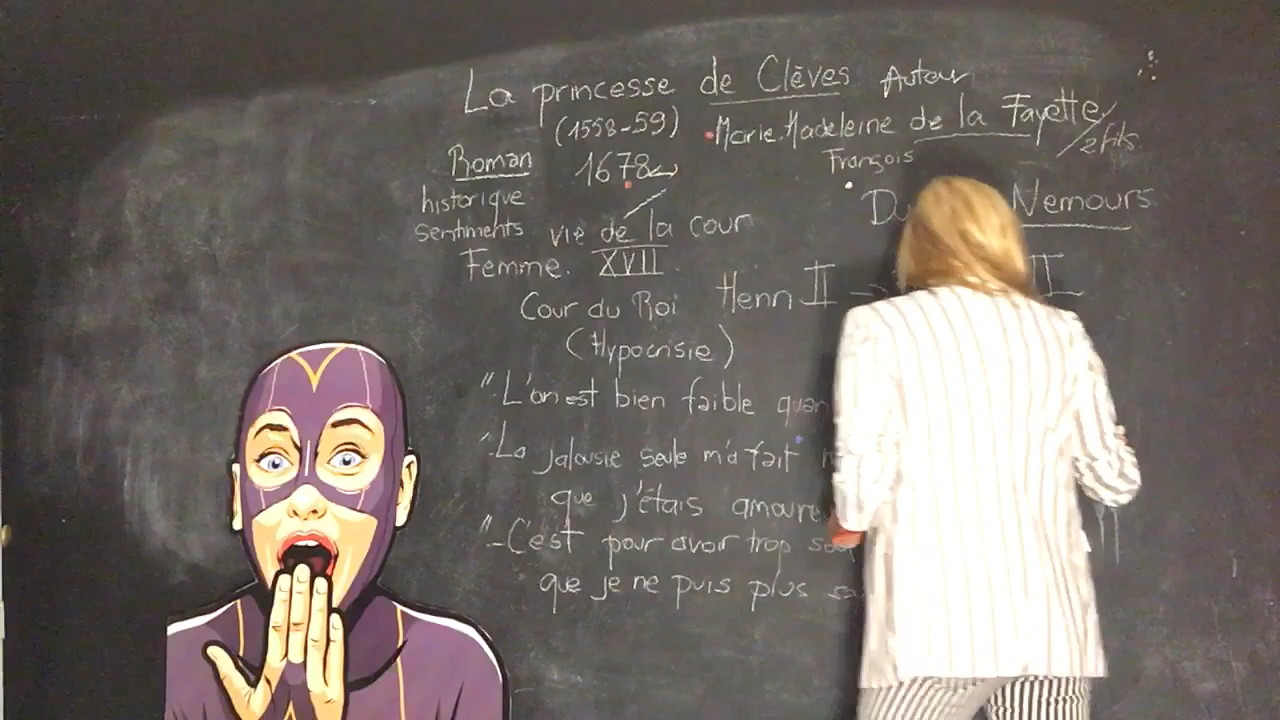 La princesse de Clèves Auteur
(1558-59) Marie.Madeleine de la Fayette
2 fils
Roman 1678 François
historique Nemours
sentiments vie de la cour
Femme. XVII
Cour du Roi Henri II →
(Hypocrisie)
"L'on est bien faible
"-La jalousie seule m'a fait
que j'étais
"-C'est pour avoir trop
que je ne puis plus